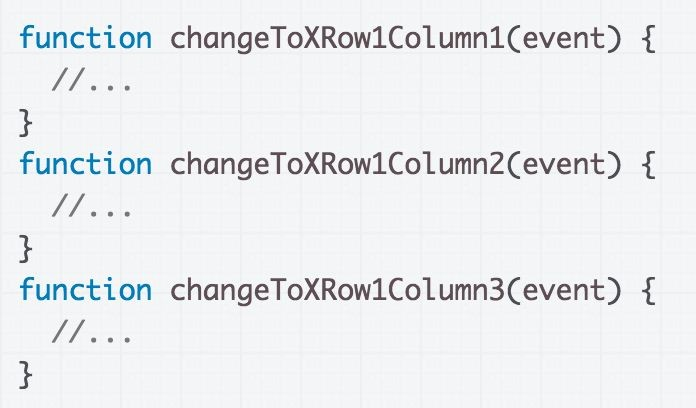 function changeToXRow1Column1(event) {
  //...
}
function changeToXRow1Column2(event) {
  //...
}
function changeToXRow1Column3(event) {
  //...
}